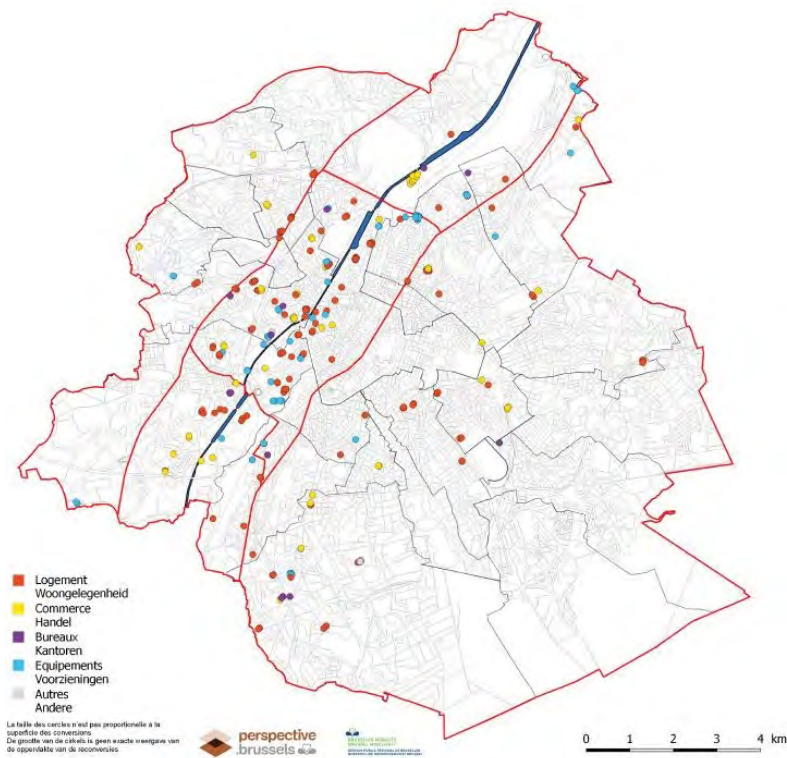 Logement
Woongelegenheid
Commerce
Handel
Bureaux
Kantoren
Equipements
Voorzieningen
Autres
Andere
La taille des cercles n'est pas proportionelle à la
superficie des conversions
De grootte van de cirkels is geen exacte weergave van
de oppervlakte van de reconversies
perspective
.brussels
0 1 2 3 4 km